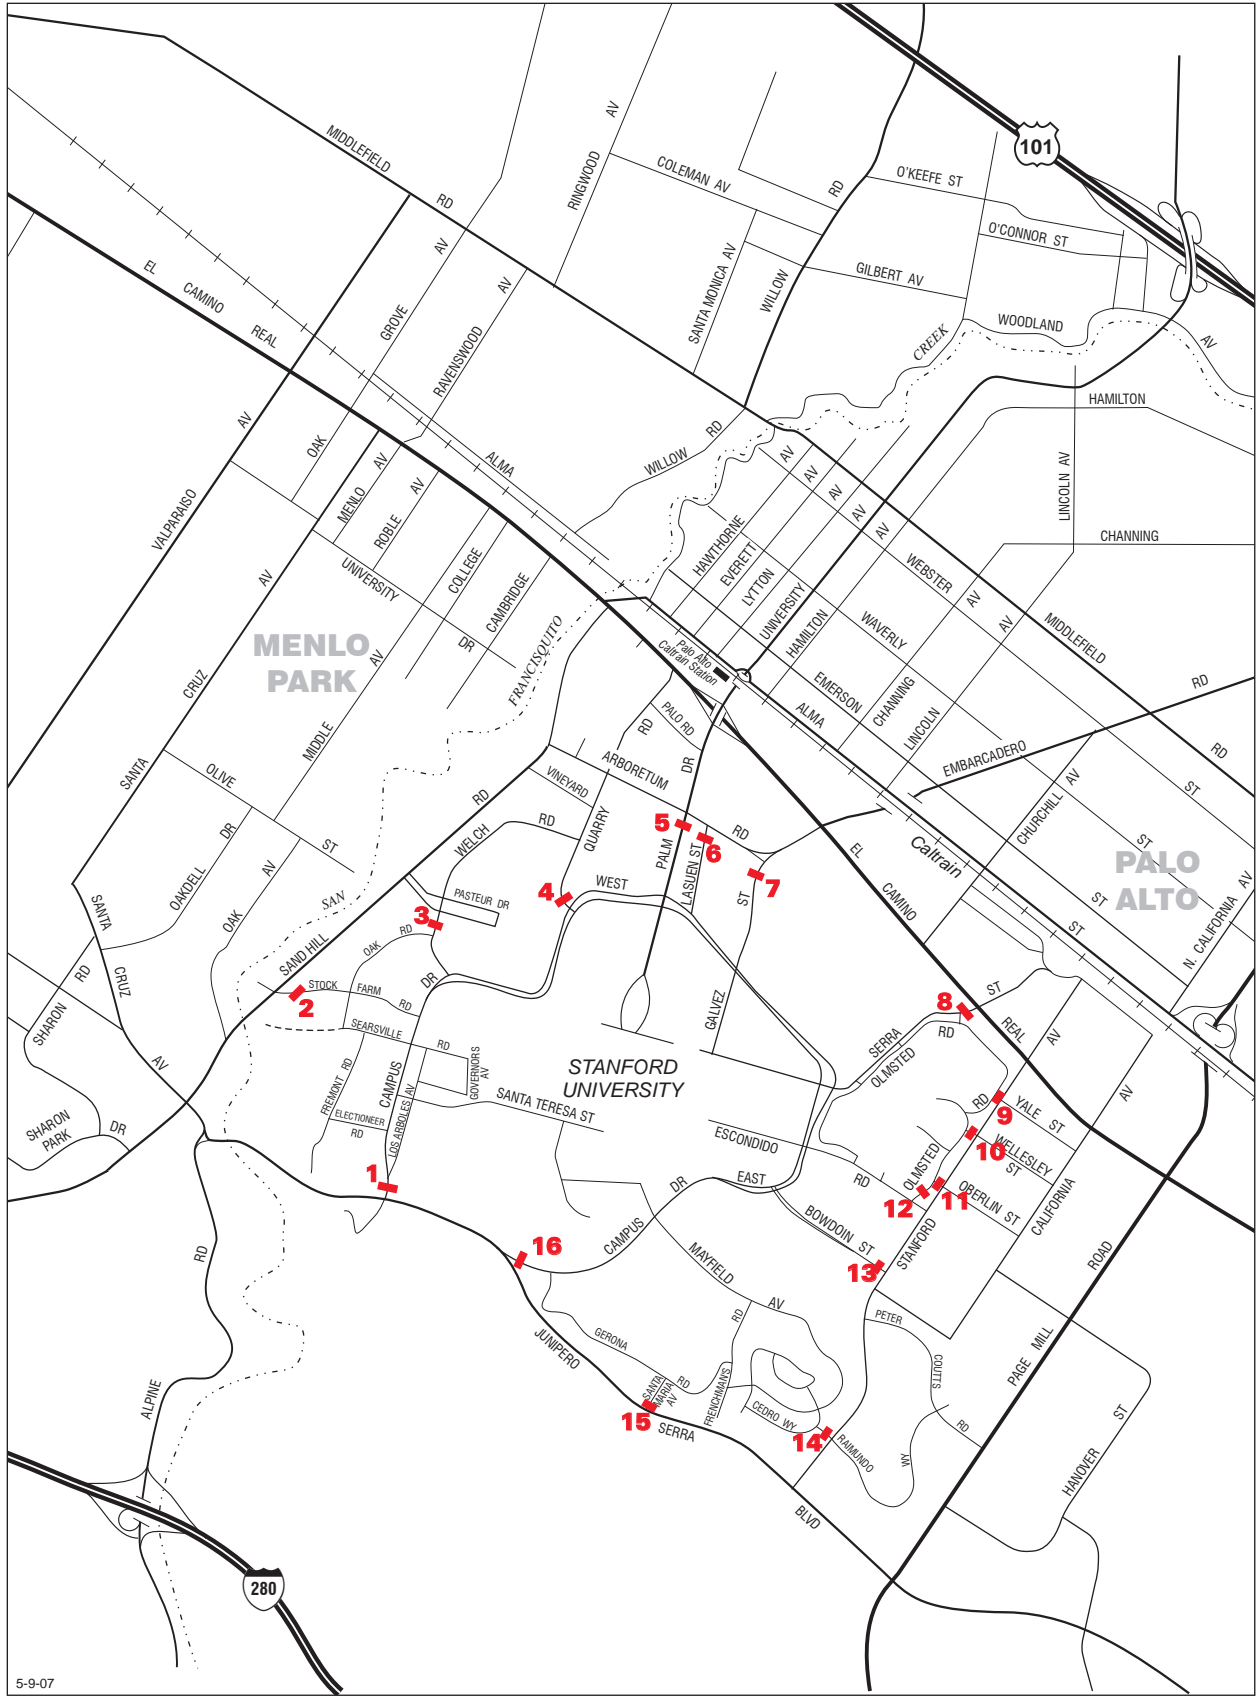 MIDDLEFIELD
RD
RINGWOOD
AV
COLEMAN AV
101
O'KEEFE ST
O'CONNOR ST
WILLOW
RD
SANTA MONICA AV
GILBERT AV
WOODLAND
AV
CREEK
EL
CAMINO
REAL
GROVE
AV
RAVENSWOOD
AV
HAMILTON
VALPARAISO
AV
OAK
MENLO
AV
ROBLE
AV
ALMA
WILLOW
RD
LINCOLN AV
CHANNING
HAWTHORNE
AV
EVERETT
AV
LYTTON
AV
UNIVERSITY
AV
HAMILTON
AV
WEBSTER
ST
MIDDLEFIELD
RD
UNIVERSITY
DR
COLLEGE
CAMBRIDGE
AV
FRANCISQUITO
WAVERLY
ST
CHANNING
AV
LINCOLN
AV
EMERSON
ST
ALMA
ST
MENLO
PARK
SANTA
CRUZ
AV
MIDDLE
AV
Palo Alto
Caltrain Station
PALO RD
RD
EMBARCADERO
RD
OLIVE
ST
OAKDELL
DR
OAK
AV
SAN
ARBORETUM
RD
VINEYARD
QUARRY
WELCH
RD
PALM
DR
5
6
LASUEN ST
7
CHURCHILL AV
Caltrain
PALO
ALTO
N. CALIFORNIA AV
EL
CAMINO
REAL
PASTEUR DR
4
WEST
3
OAK
RD
SAND HILL
RD
2
STOCK
FARM
RD
SEARSVILLE
RD
DR
GALVEZ
ST
8
SERRA
ST
OLMSTED
RD
SANTA
CRUZ
AV
SHARON
RD
SHARON
PARK
DR
STANFORD
UNIVERSITY
FREMONT RD
CAMPUS
GOVERNORS
AV
LOS ARBOLES AV
ELECTIONEER
RD
SANTA TERESA ST
ESCONDIDO
RD
RD
9
YALE ST
10
WELLESLEY
ST
11
OBERLIN ST
OLMSTED
12
CALIFORNIA
AV
STANFORD
AV
1
EAST
CAMPUS
DR
BOWDOIN ST
13
16
MAYFIELD
AV
RD
ALPINE
JUNIPERO
SERRA
BLVD
GERONA
RD
SANTA
MARIA
AV
15
FRENCHMAN'S
RD
CEDRO WY
14
RAIMUNDO
WY
PETER
COUTTS
RD
PAGE
MILL
ROAD
HANOVER
ST
280
5-9-07